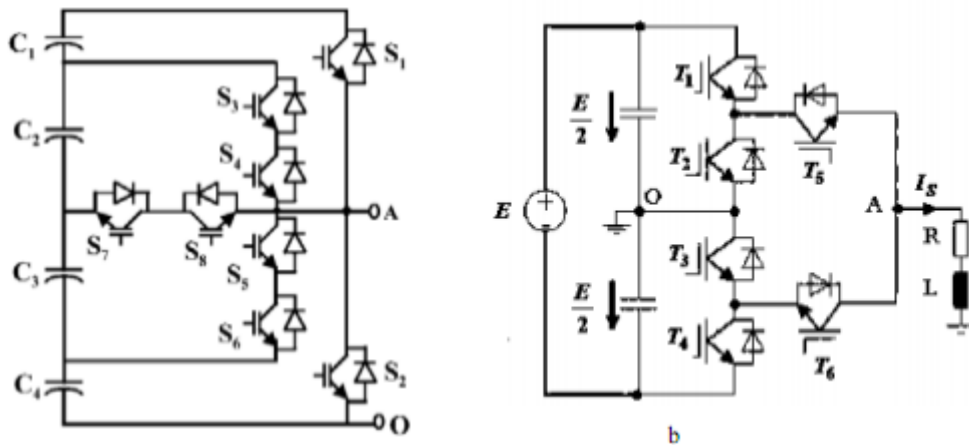 C1
S1
S3
C2
S4
A
S7
S8
C3
S5
S6
C4
S2
O
T1
E/2
T2
T5
E
O
A
IS
R
T3
L
E/2
T4
T6
b